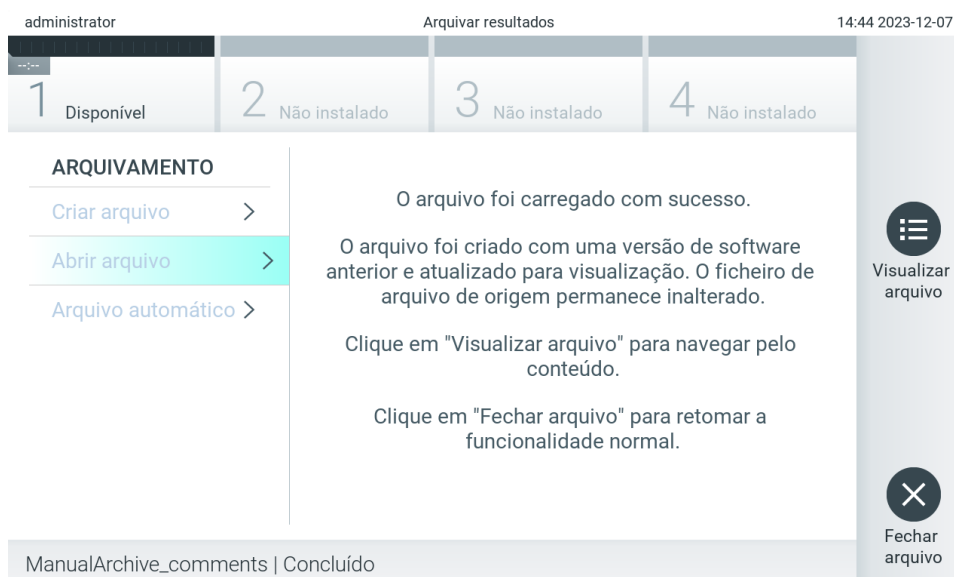 administrator
Arquivar resultados
14:44 2023-12-07
--:--
1 Disponível
2 Não instalado
3 Não instalado
4 Não instalado
ARQUIVAMENTO
Criar arquivo
Abrir arquivo
Arquivo automático
O arquivo foi carregado com sucesso.
O arquivo foi criado com uma versão de software
anterior e atualizado para visualização. O ficheiro de
arquivo de origem permanece inalterado.
Clique em "Visualizar arquivo" para navegar pelo
conteúdo.
Clique em "Fechar arquivo" para retomar a
funcionalidade normal.
Visualizar
arquivo
Fechar
arquivo
ManualArchive_comments | Concluído